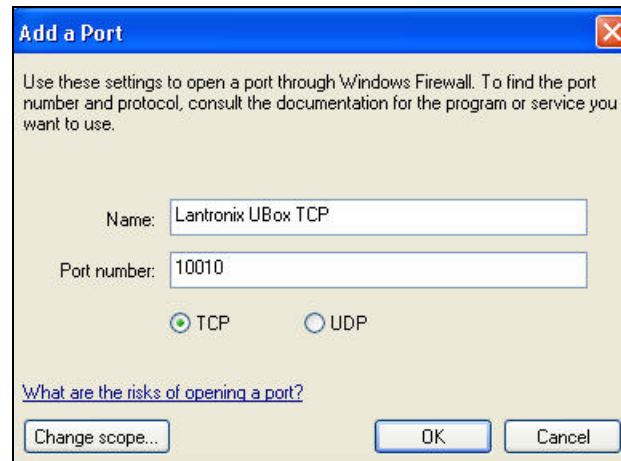 Add a Port
Use these settings to open a port through Windows Firewall. To find the port
number and protocol, consult the documentation for the program or service you
want to use.
Name: Lantronix UBox TCP
Port number: 10010
TCP UDP
What are the risks of opening a port?
Change scope... OK Cancel